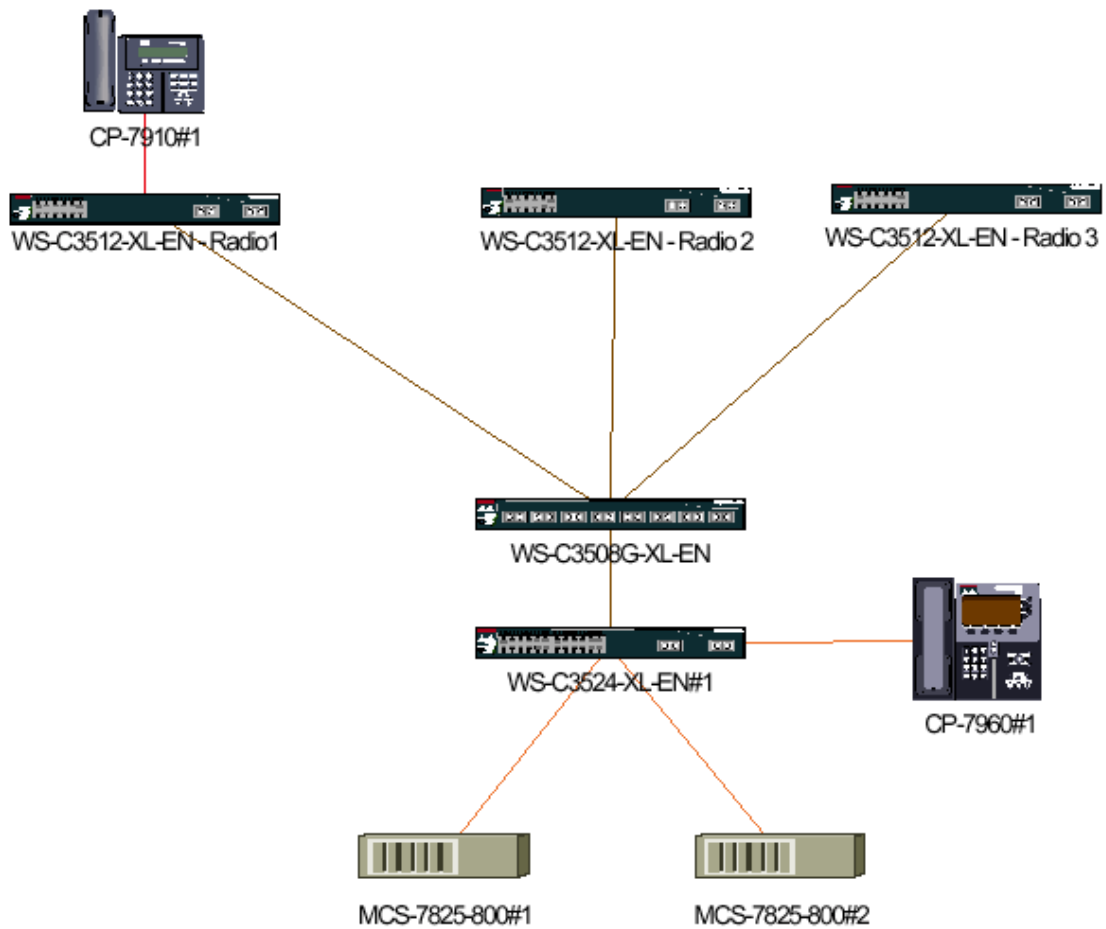 CP-7910#1
WS-C3512-XL-EN - Radio1
WS-C3512-XL-EN - Radio 2
WS-C3512-XL-EN - Radio 3
WS-C3508G-XL-EN
WS-C3524-XL-EN#1
CP-7960#1
MCS-7825-800#1
MCS-7825-800#2